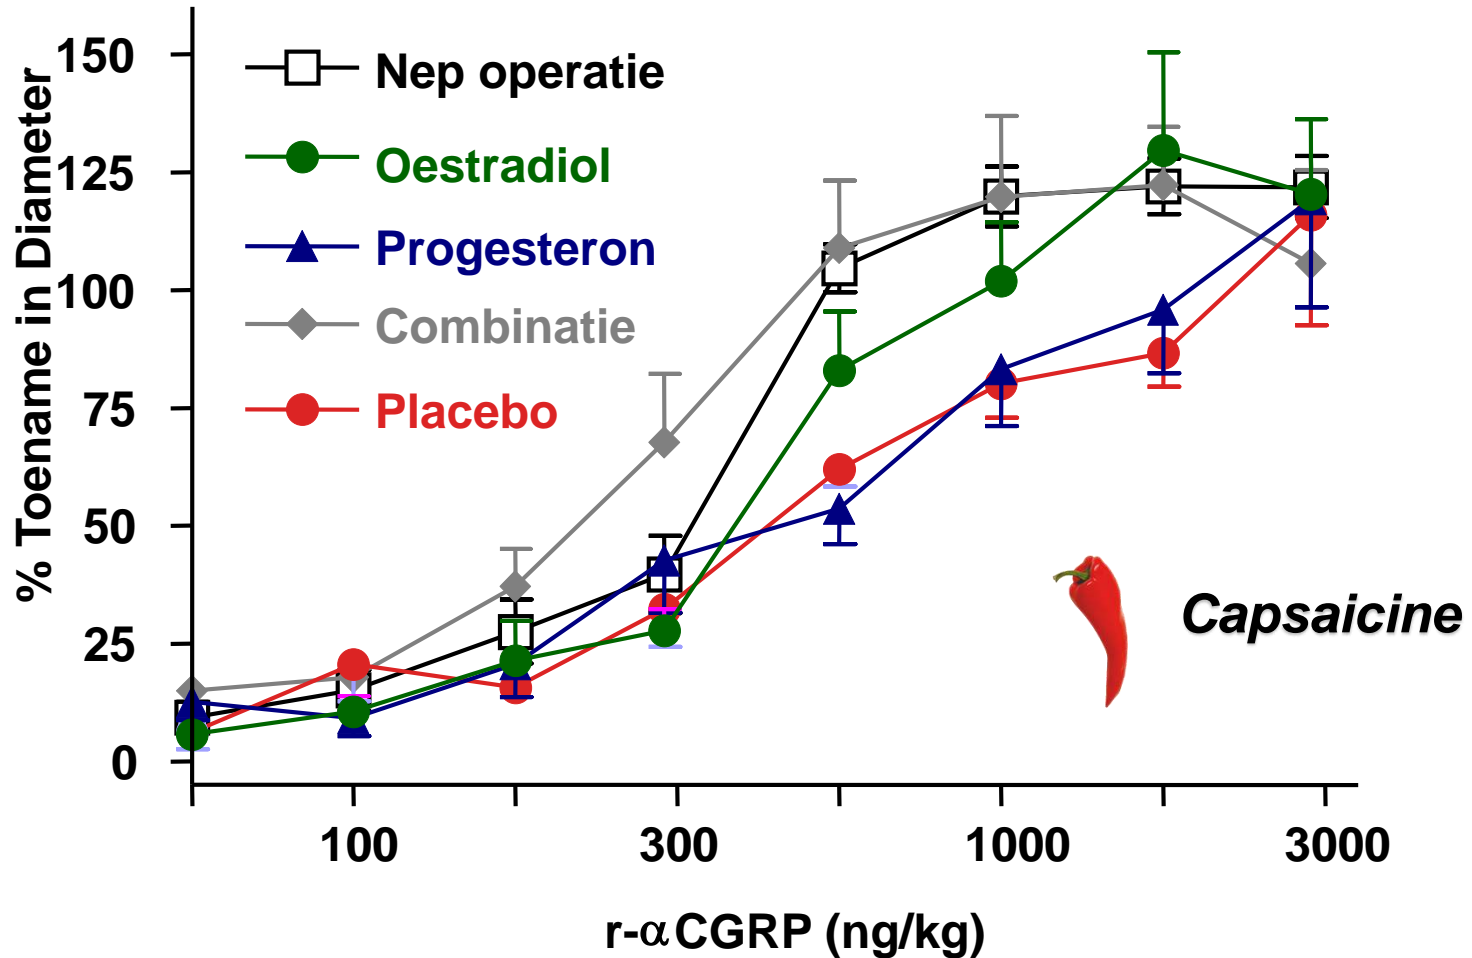 % Toename in Diameter
150
125
100
75
50
25
0
Nep operatie
Oestradiol
Progesteron
Combinatie
Placebo
Capsaicine
100 300 1000 3000
r-αCGRP (ng/kg)